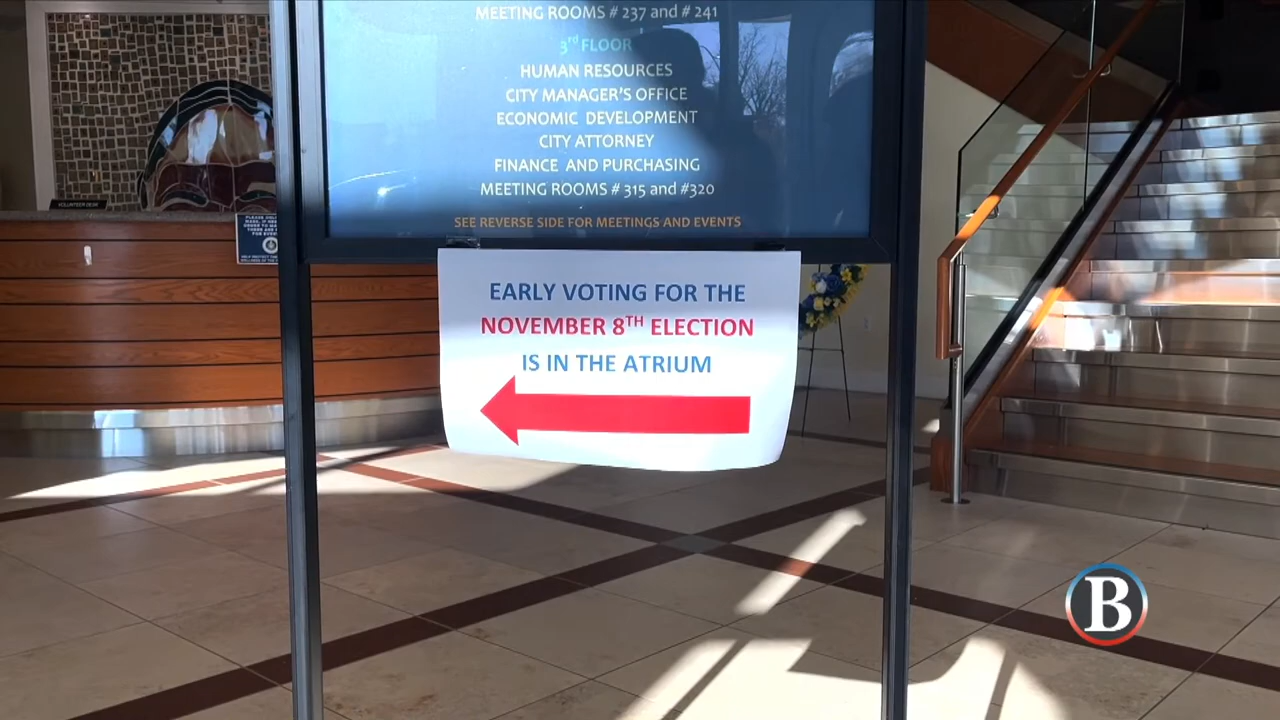 MEETING ROOMS # 237 and # 241
3rd FLOOR
HUMAN RESOURCES
CITY MANAGER'S OFFICE
ECONOMIC DEVELOPMENT
CITY ATTORNEY
FINANCE AND PURCHASING
MEETING ROOMS # 315 and #320
SEE REVERSE SIDE FOR MEETINGS AND EVENTS
VOLUNTEER DESK
EARLY VOTING FOR THE
NOVEMBER 8TH ELECTION
IS IN THE ATRIUM
B